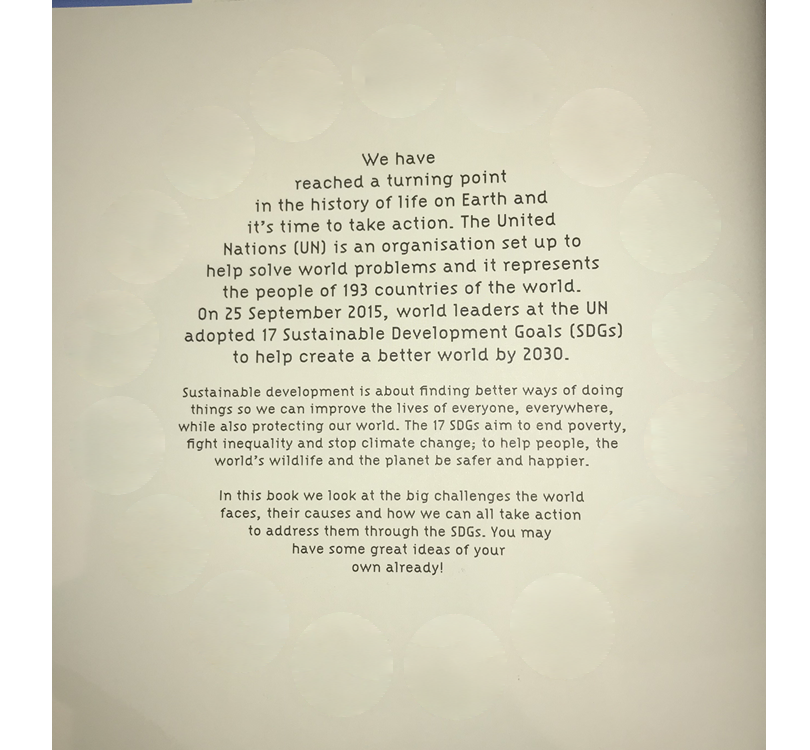 We have
reached a turning point
in the history of life on Earth and
it's time to take action. The United
Nations (UN) is an organisation set up to
help solve world problems and it represents
the people of 193 countries of the world.
On 25 September 2015, world leaders at the UN
adopted 17 Sustainable Development Goals (SDGs)
to help create a better world by 2030.
Sustainable development is about finding better ways of doing
things so we can improve the lives of everyone, everywhere,
while also protecting our world. The 17 SDGs aim to end poverty,
fight inequality and stop climate change; to help people, the
world's wildlife and the planet be safer and happier.
In this book we look at the big challenges the world
faces, their causes and how we can all take action
to address them through the SDGs. You may
have some great ideas of your
own already!